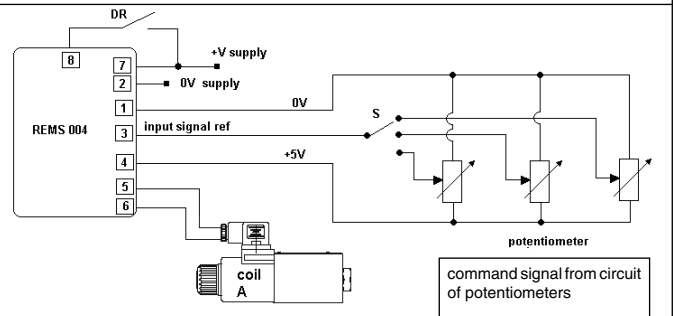 DR
8
7
+V supply
2
0V supply
1
0V
REMS 004
3
input signal ref
S
4
+5V
5
6
potentiometer
coil
A
command signal from circuit
of potentiometers